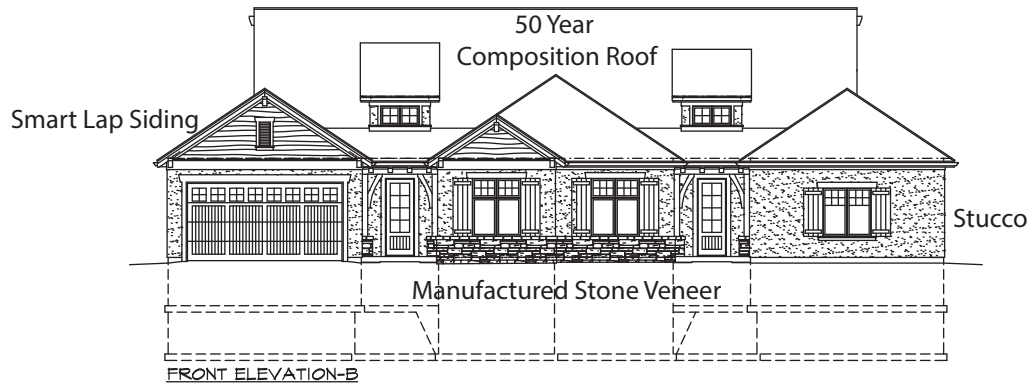 50 Year
Composition Roof
Smart Lap Siding
Stucco
Manufactured Stone Veneer
FRONT ELEVATION-B